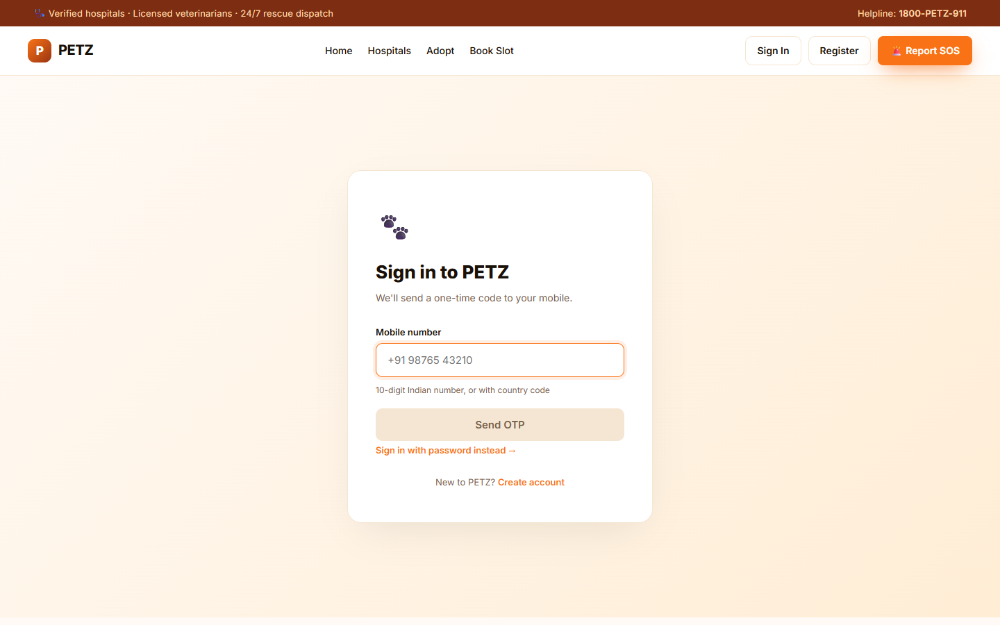 Verified hospitals · Licensed veterinarians · 24/7 rescue dispatch
Helpline: 1800-PETZ-911
P PETZ
Home
Hospitals
Adopt
Book Slot
Sign In
Register
Report SOS
Sign in to PETZ
We'll send a one-time code to your mobile.
Mobile number
+91 98765 43210
10-digit Indian number, or with country code
Send OTP
Sign in with password instead →
New to PETZ? Create account